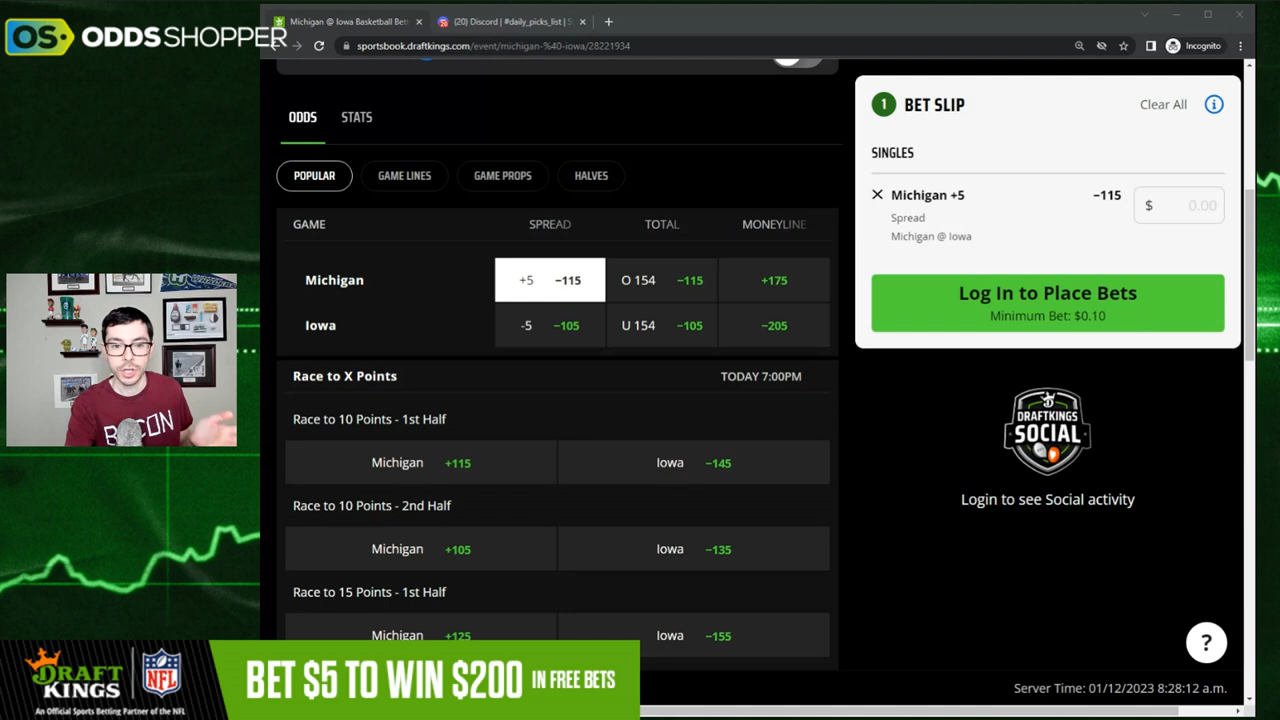 Michigan @ Iowa Basketball Bet
(20) Discord | #daily_picks_list | S
OS ODDSSHOPPER
sportsbook.draftkings.com/event/michigan-%40-iowa/28221934
Incognito
ODDS STATS
POPULAR GAME LINES GAME PROPS HALVES
GAME SPREAD TOTAL MONEYLINE
Michigan +5 −115 O 154 −115 +175
Iowa -5 −105 U 154 −105 −205
Race to X Points TODAY 7:00PM
Race to 10 Points - 1st Half
Michigan +115 Iowa −145
Race to 10 Points - 2nd Half
Michigan +105 Iowa −135
Race to 15 Points - 1st Half
Michigan +125 Iowa −155
1 BET SLIP Clear All i
SINGLES
Michigan +5 −115 $ 0.00
Spread
Michigan @ Iowa
Log In to Place Bets
Minimum Bet: $0.10
DRAFTKINGS
SOCIAL
Login to see Social activity
?
Server Time: 01/12/2023 8:28:12 a.m.
BACON
DRAFT
KINGS
NFL
An Official Sports Betting Partner of the NFL
BET $5 TO WIN $200 IN FREE BETS